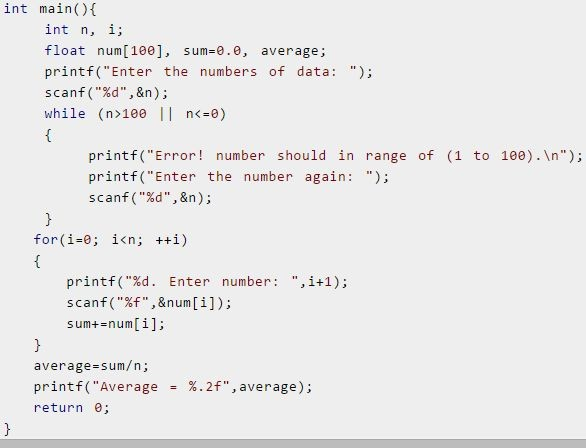 int main(){
int n, i;
float num[100], sum=0.0, average;
printf("Enter the numbers of data: ");
scanf("%d",&n);
while (n>100 || n<=0)
{
printf("Error! number should in range of (1 to 100).\n");
printf("Enter the number again: ");
scanf("%d",&n);
}
for(i=0; i<n; ++i)
{
printf("%d. Enter number: ",i+1);
scanf("%f",&num[i]);
sum+=num[i];
}
average=sum/n;
printf("Average = %.2f",average);
return 0;
}